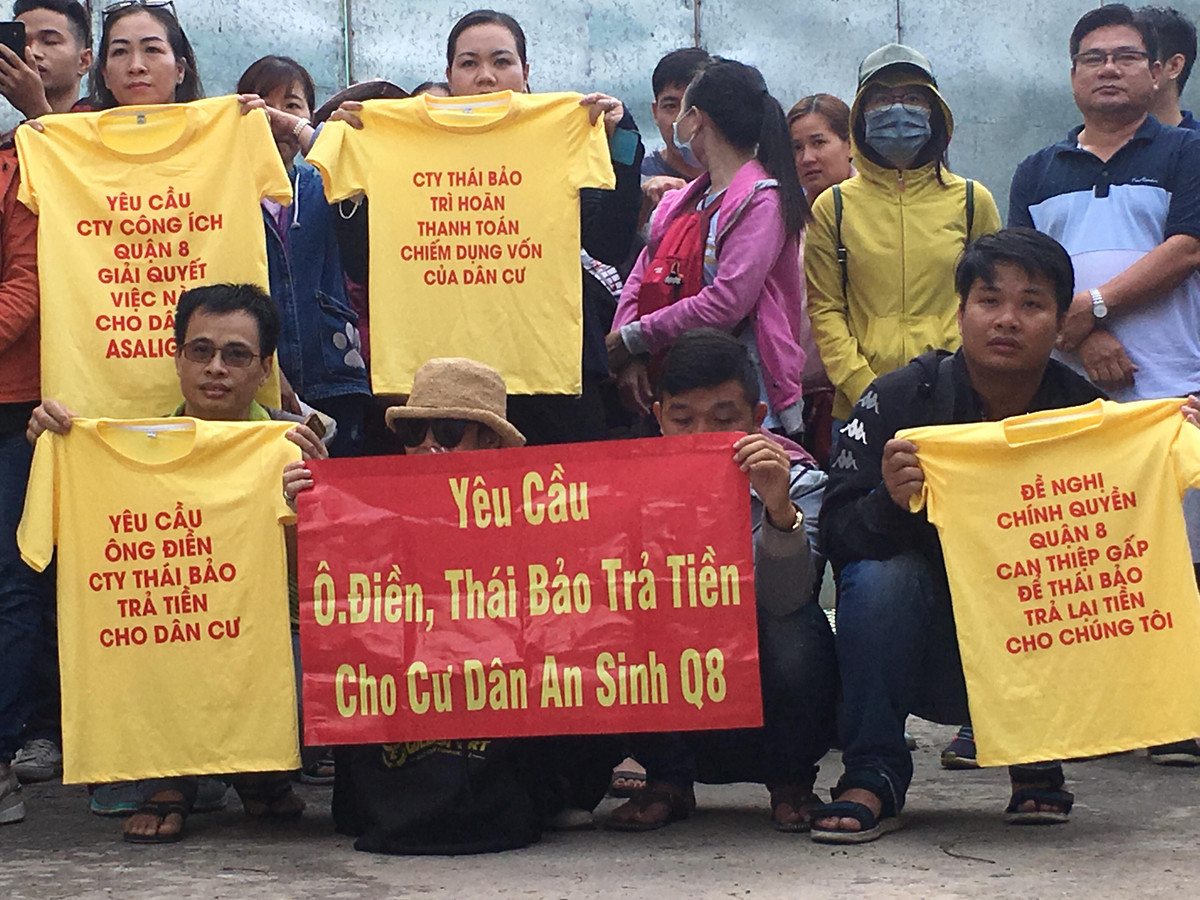 YÊU CẦU
CTY CÔNG ÍCH
QUẬN 8
GIẢI QUYẾT
VIỆC
CHO
CTY THÁI BẢO
TRÌ HOÃN
THANH TOÁN
CHIẾM DỤNG VỐN
CỦA DÂN CƯ
YÊU CẦU
ÔNG ĐIỀN
CTY THÁI BẢO
TRẢ TIỀN
CHO DÂN CƯ
Yêu Cầu
Ô.Điền, Thái Bảo Trả Tiền
Cho Cư Dân An Sinh Q8
ĐỀ NGHỊ
CHÍNH QUYỀN
QUẬN 8
CAN THIỆP GẤP
ĐỂ THÁI BẢO
TRẢ LẠI TIỀN
CHO CHÚNG TÔI